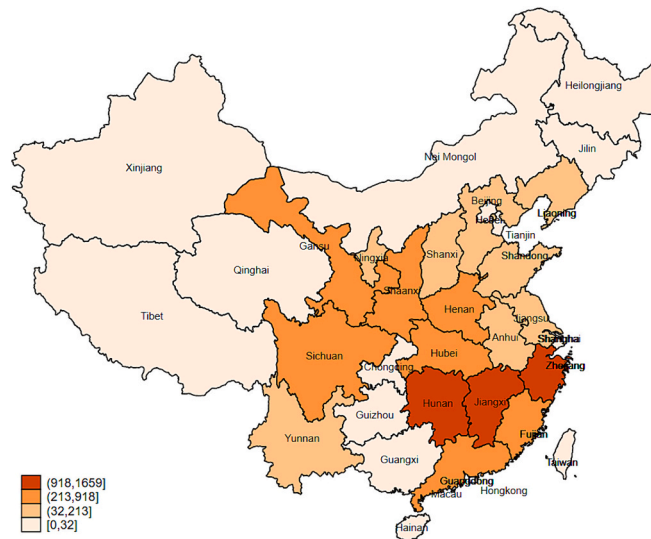 Heilongjiang
Jilin
Nei Mongol
Xinjiang
Beijing
Liaoning
Hebei
Tianjin
Gansu
Ningxia
Shanxi
Shandong
Qinghai
Shaanxi
Henan
Jiangsu
Tibet
Anhui
Shanghai
Sichuan
Hubei
Chongqing
Zhejiang
Hunan
Jiangxi
Guizhou
Fujian
Yunnan
Guangxi
Taiwan
Guangdong
Macau
Hongkong
Hainan
(918,1659]
(213,918]
(32,213]
[0,32]